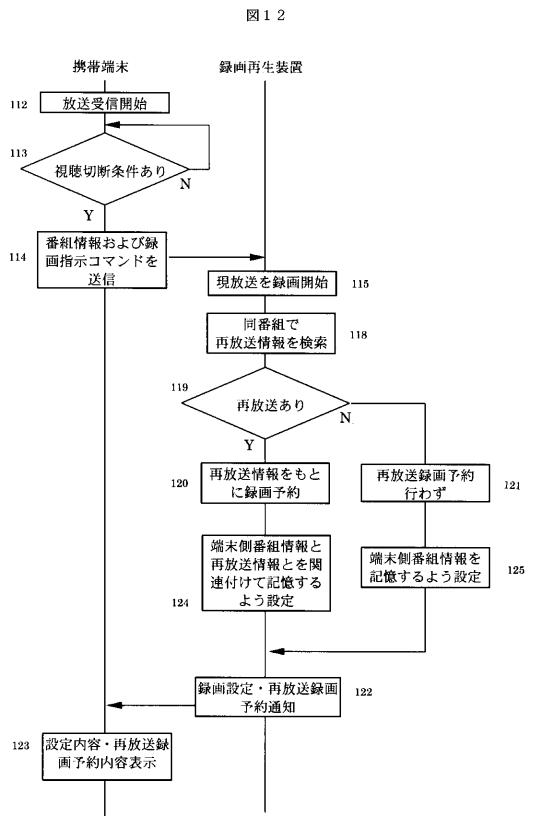 図１２
携帯端末
録画再生装置
112
放送受信開始
113
視聴切断条件あり
N
Y
114
番組情報および録
画指示コマンドを
送信
現放送を録画開始
115
同番組で
再放送情報を検索
118
119
再放送あり
N
Y
120
再放送情報をもと
に録画予約
再放送録画予約
行わず
121
端末側番組情報と
再放送情報とを関
連付けて記憶する
よう設定
124
端末側番組情報を
記憶するよう設定
125
録画設定・再放送録画
予約通知
122
123
設定内容・再放送録
画予約内容表示